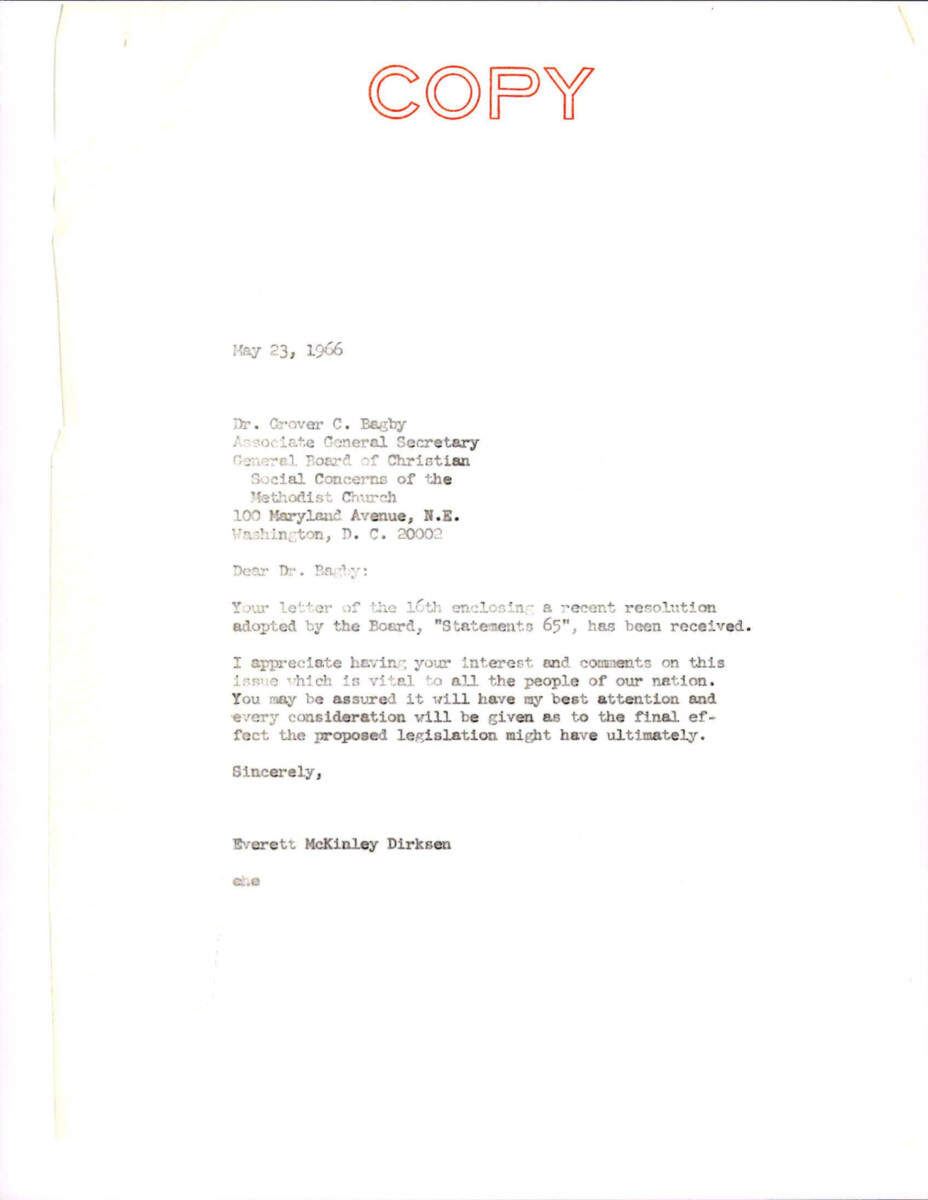 COPY
May 23, 1966
Dr. Grover C. Bagby
Associate General Secretary
General Board of Christian
Social Concerns of the
Methodist Church
100 Maryland Avenue, N.E.
Washington, D. C. 20002
Dear Dr. Bagby:
Your letter of the 16th enclosing a recent resolution
adopted by the Board, "Statements 65", has been received.
I appreciate having your interest and comments on this
issue which is vital to all the people of our nation.
You may be assured it will have my best attention and
every consideration will be given as to the final ef-
fect the proposed legislation might have ultimately.
Sincerely,
Everett McKinley Dirksen
ehe